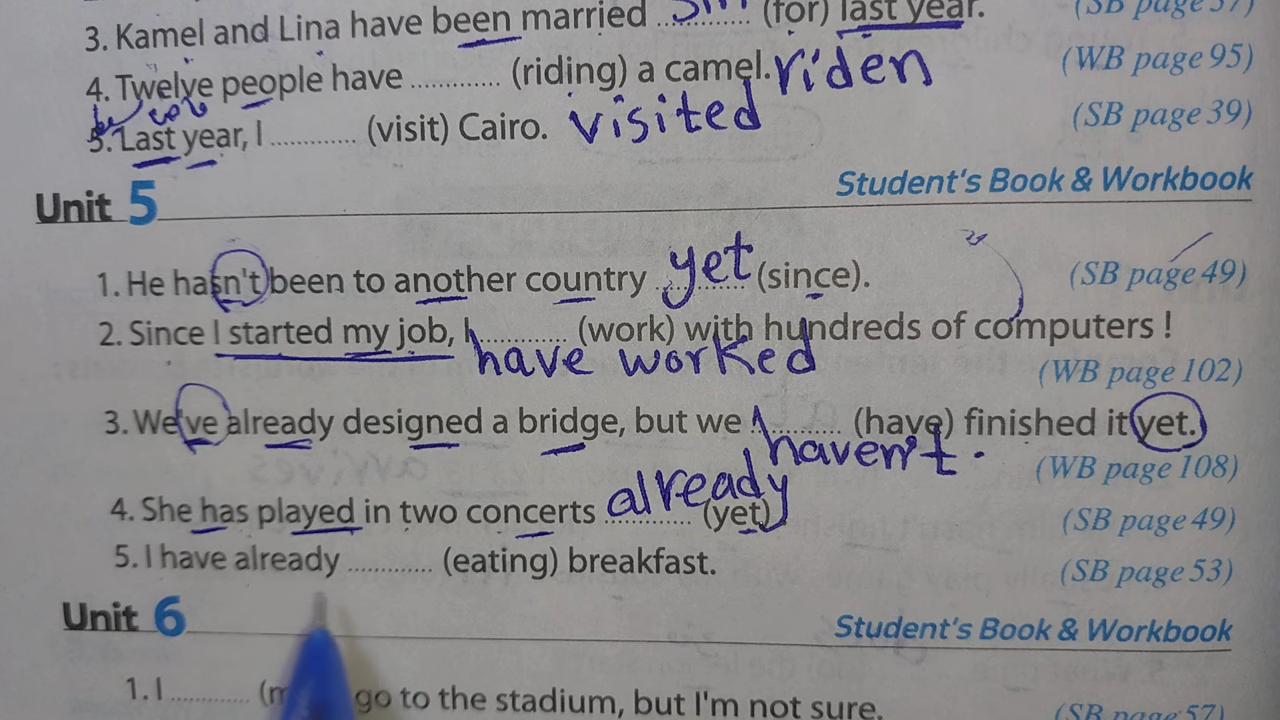 3. Kamel and Lina have been married ............ (for) last year. (SB page 37)
4. Twelve people have ............ (riding) a camel. riden (WB page 95)
5. Last year, I ............ (visit) Cairo. visited (SB page 39)
Unit 5 Student's Book & Workbook
1. He hasn't been to another country ............ yet (since). (SB page 49)
2. Since I started my job, I ............ (work) with hundreds of computers !
have worked (WB page 102)
3. We've already designed a bridge, but we ............ (have) finished it yet.
haven't. (WB page 108)
4. She has played in two concerts ............ already (yet) (SB page 49)
5. I have already ............ (eating) breakfast. (SB page 53)
Unit 6 Student's Book & Workbook
1. I ............ go to the stadium, but I'm not sure. (SB page 57)